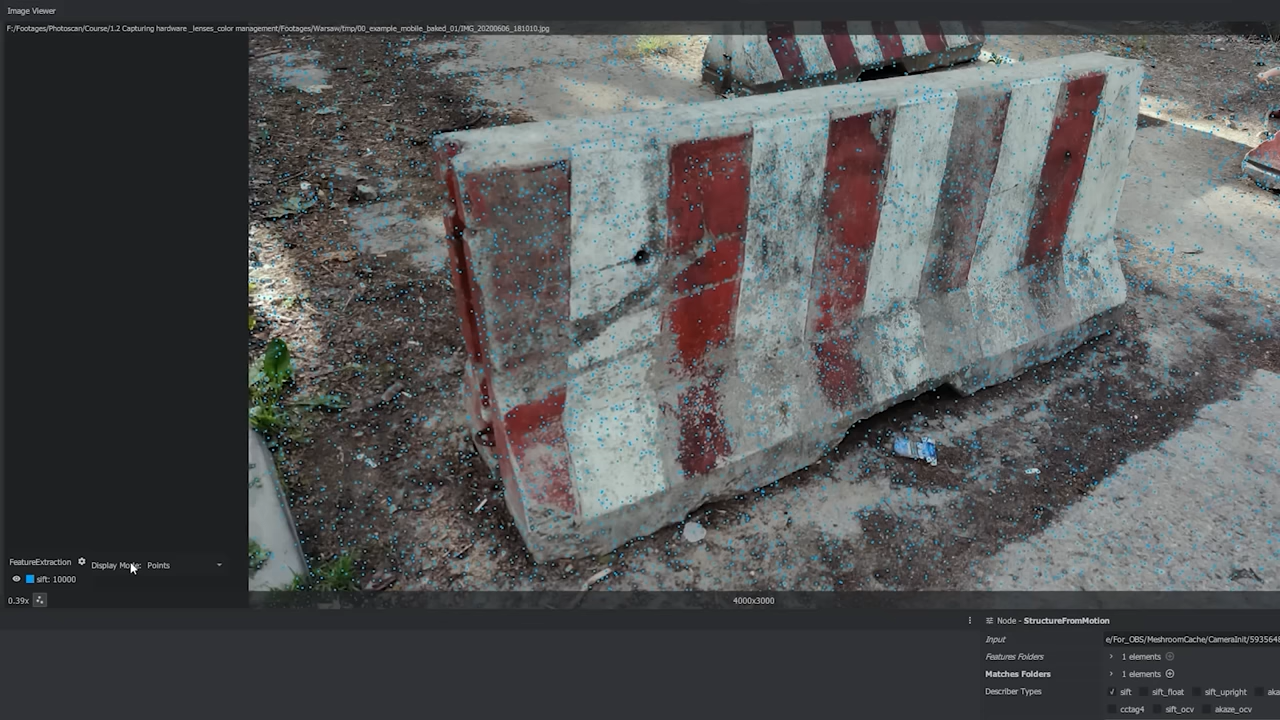 Image Viewer
F:/Footages/Photoscan/Course/1.2 Capturing hardware _lenses_color management/Footages/Warsaw/tmp/00_example_mobile_baked_01/IMG_20200606_181010.jpg
FeatureExtraction
Display Mode: Points
sift: 10000
0.39x
4000x3000
Node - StructureFromMotion
Input
e/For_OBS/MeshroomCache/CameraInit/5935648
Features Folders
1 elements
Matches Folders
1 elements
Describer Types
sift sift_float sift_upright aka
cctag4 sift_ocv akaze_ocv